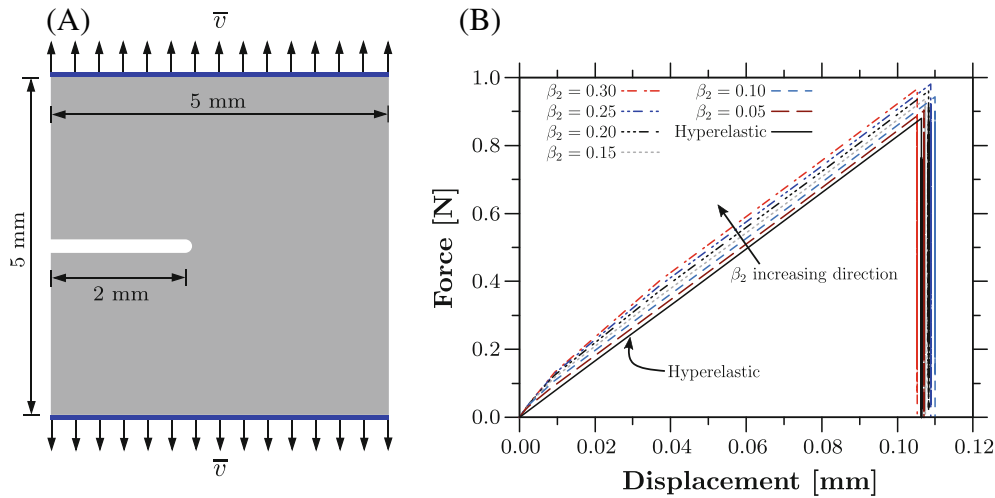 (A)
v̅
5 mm
5 mm
2 mm
v̅
(B)
Force [N]
1.0
0.8
0.6
0.4
0.2
0.0
β₂ = 0.30
β₂ = 0.25
β₂ = 0.20
β₂ = 0.15
β₂ = 0.10
β₂ = 0.05
Hyperelastic
β₂ increasing direction
Hyperelastic
0.00 0.02 0.04 0.06 0.08 0.10 0.12
Displacement [mm]